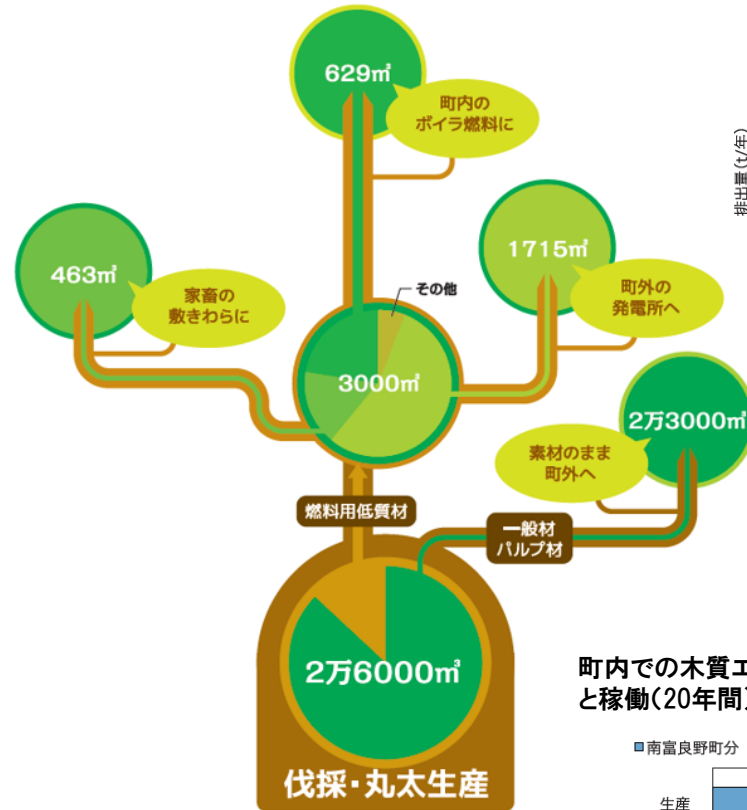 629㎥
町内の
ボイラ燃料に
排出量(t/年)
1715㎥
町外の
発電所へ
463㎥
家畜の
敷きわらに
その他
3000㎥
2万3000㎥
素材のまま
町外へ
燃料用低質材
一般材
パルプ材
2万6000㎥
伐採・丸太生産
町内での木質エ
と稼働(20年間)
南富良野町分
生産